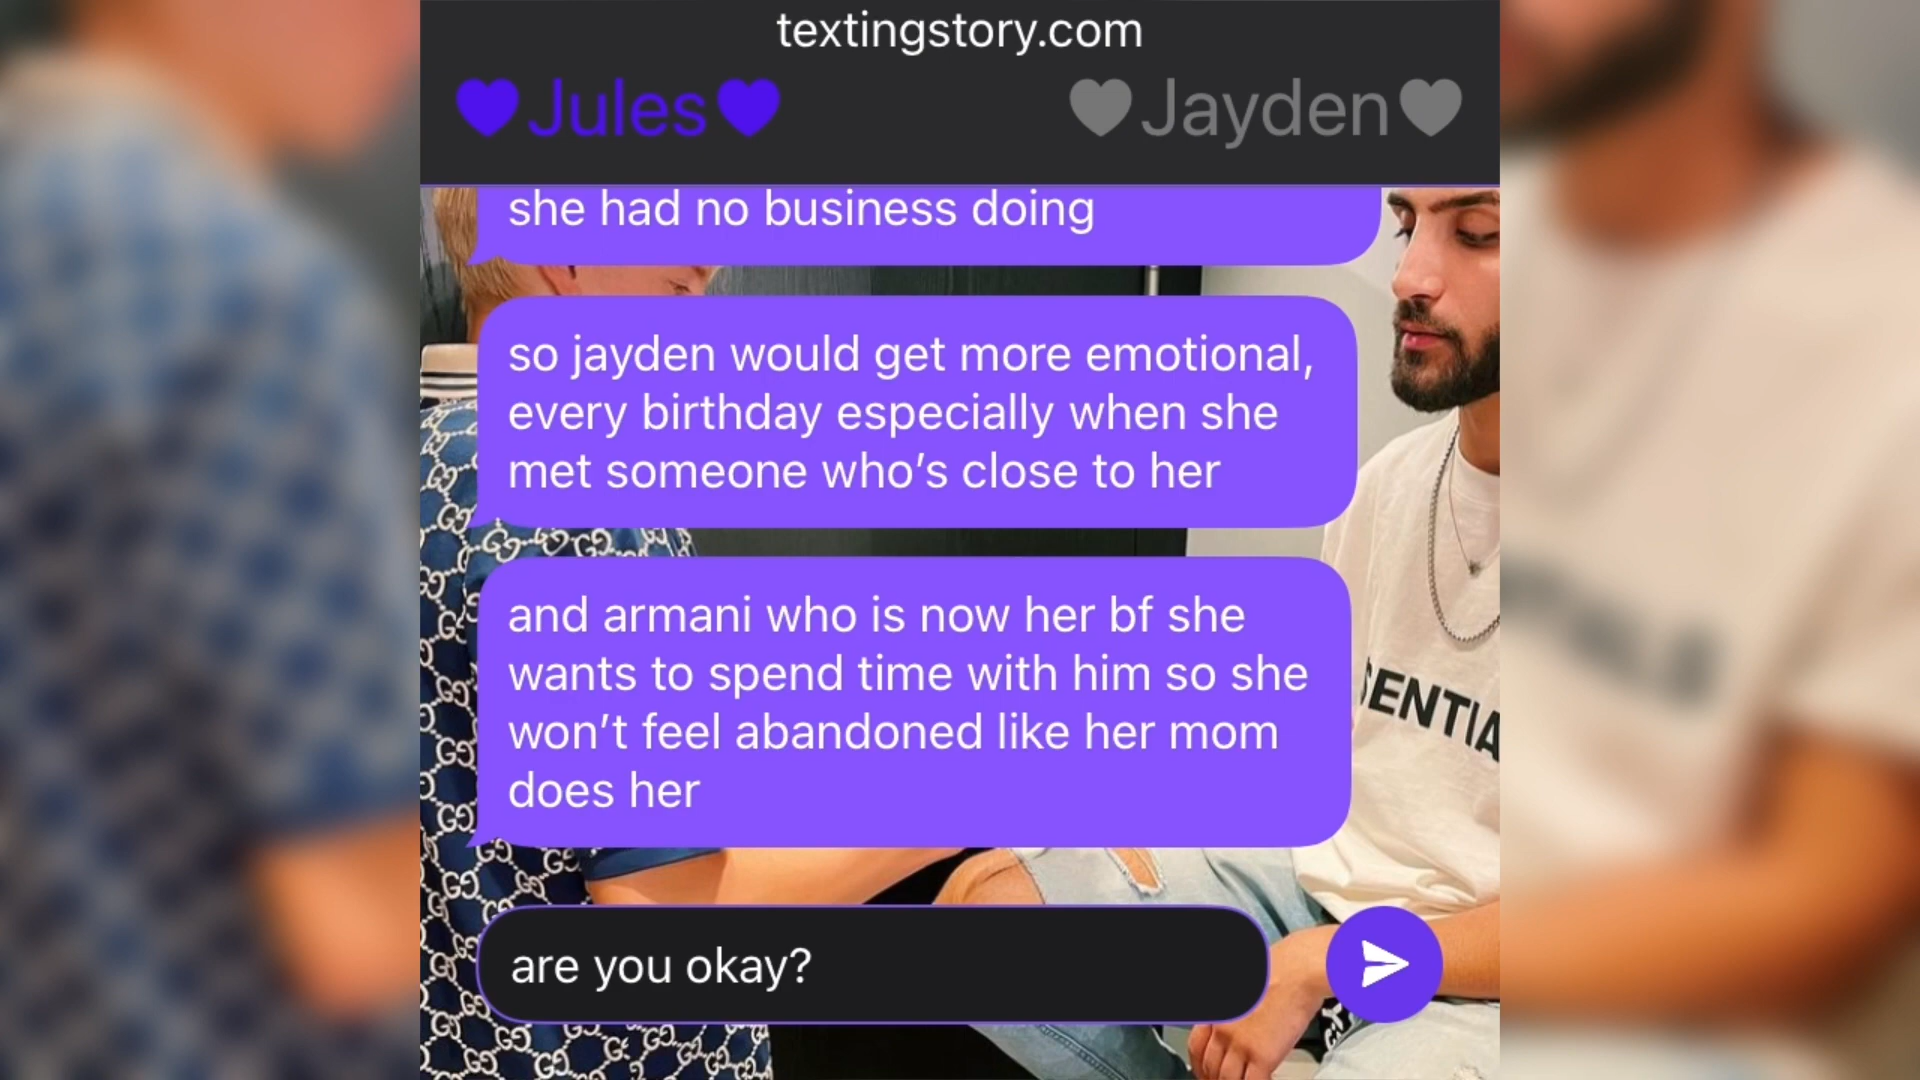 textingstory.com
💜Jules💜
🩶Jayden🩶
she had no business doing
so jayden would get more emotional,
every birthday especially when she
met someone who’s close to her
and armani who is now her bf she
wants to spend time with him so she
won’t feel abandoned like her mom
does her
SENTIA
are you okay?